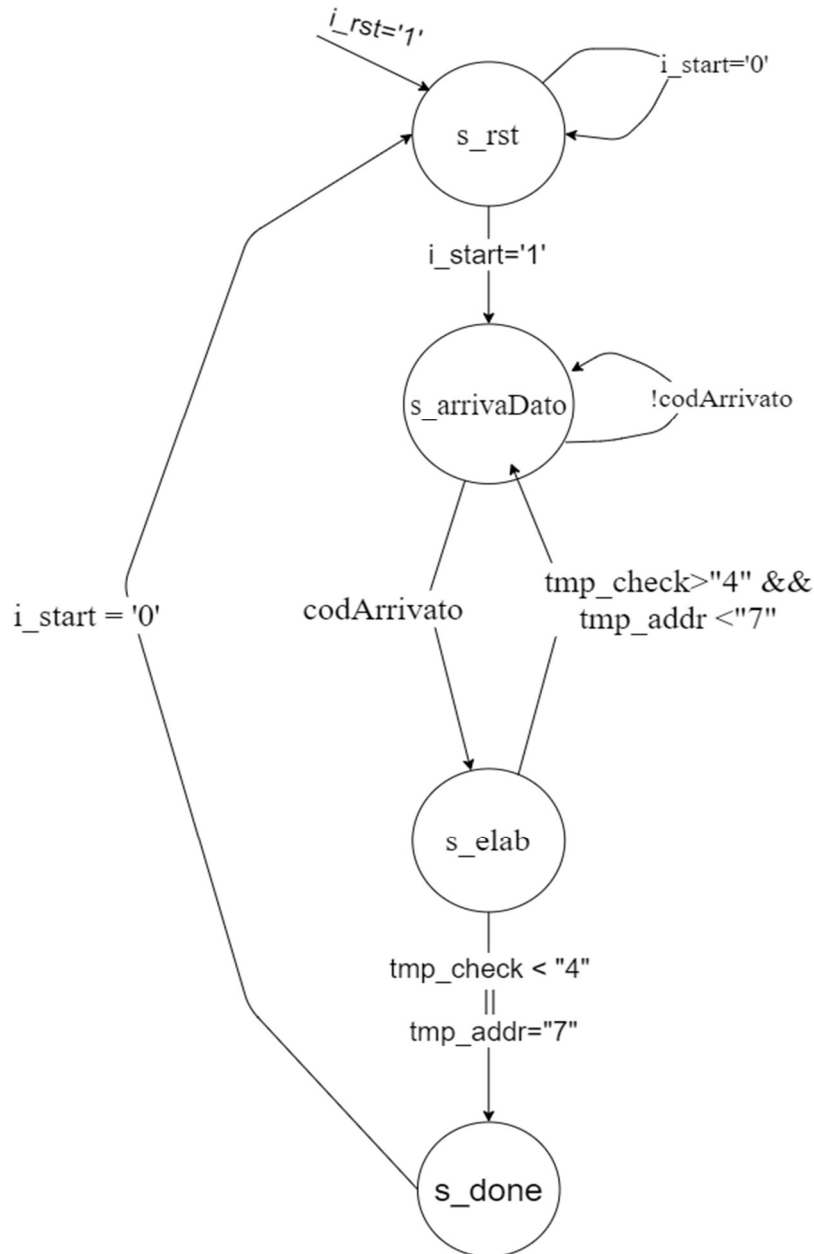 i_rst='1'
i_start='0'
s_rst
i_start='1'
s_arrivaDato
!codArrivato
tmp_check>"4" &&
tmp_addr <"7"
codArrivato
i_start = '0'
s_elab
tmp_check < "4"
||
tmp_addr="7"
s_done